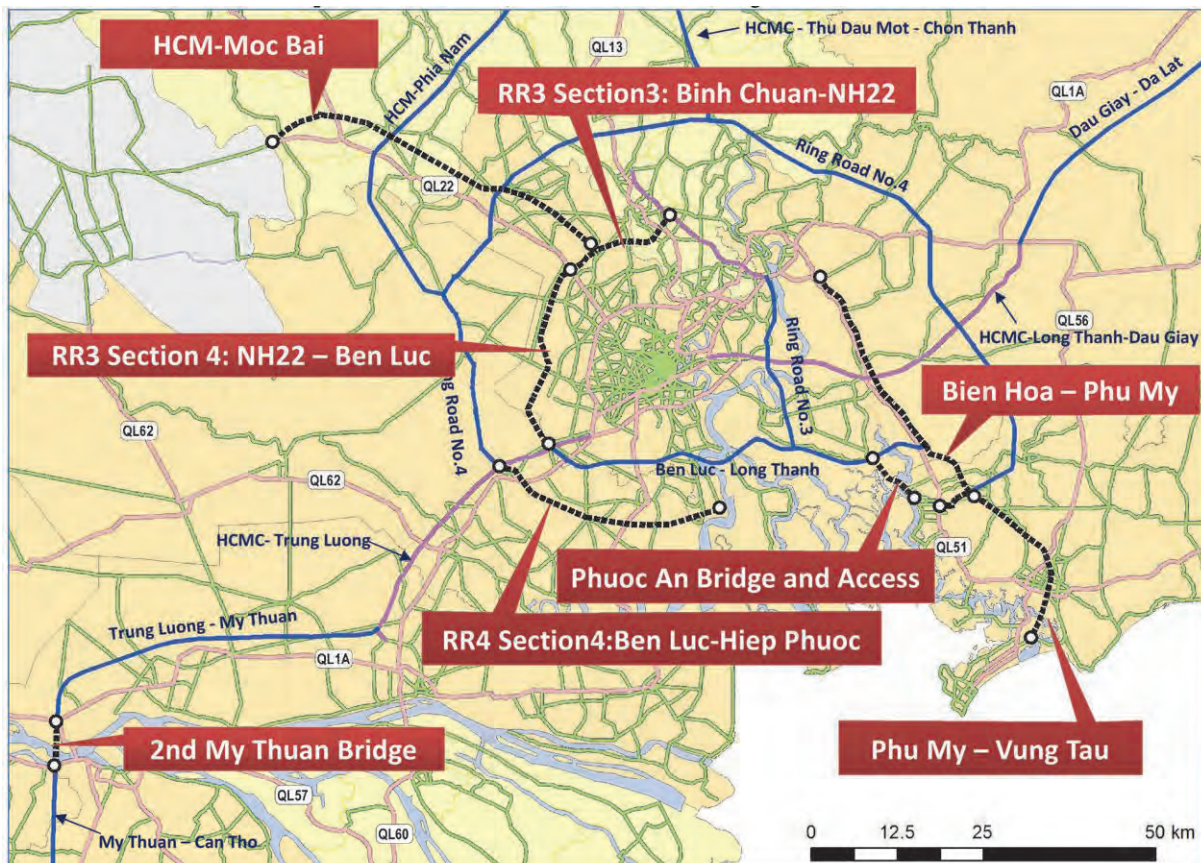 HCM-Moc Bai
HCM-Phia Nam
QL13
HCMC - Thu Dau Mot - Chon Thanh
QL1A
Dau Giay - Da Lat
RR3 Section3: Binh Chuan-NH22
Ring Road No.4
QL22
QL56
HCMC-Long Thanh-Dau Giay
RR3 Section 4: NH22 – Ben Luc
Ring Road No.3
Road No.4
Bien Hoa – Phu My
QL62
QL62
Ben Luc - Long Thanh
HCMC- Trung Luong
QL51
Phuoc An Bridge and Access
Trung Luong - My Thuan
RR4 Section4:Ben Luc-Hiep Phuoc
QL1A
2nd My Thuan Bridge
Phu My – Vung Tau
QL57
QL60
My Thuan – Can Tho
0 12.5 25 50 km